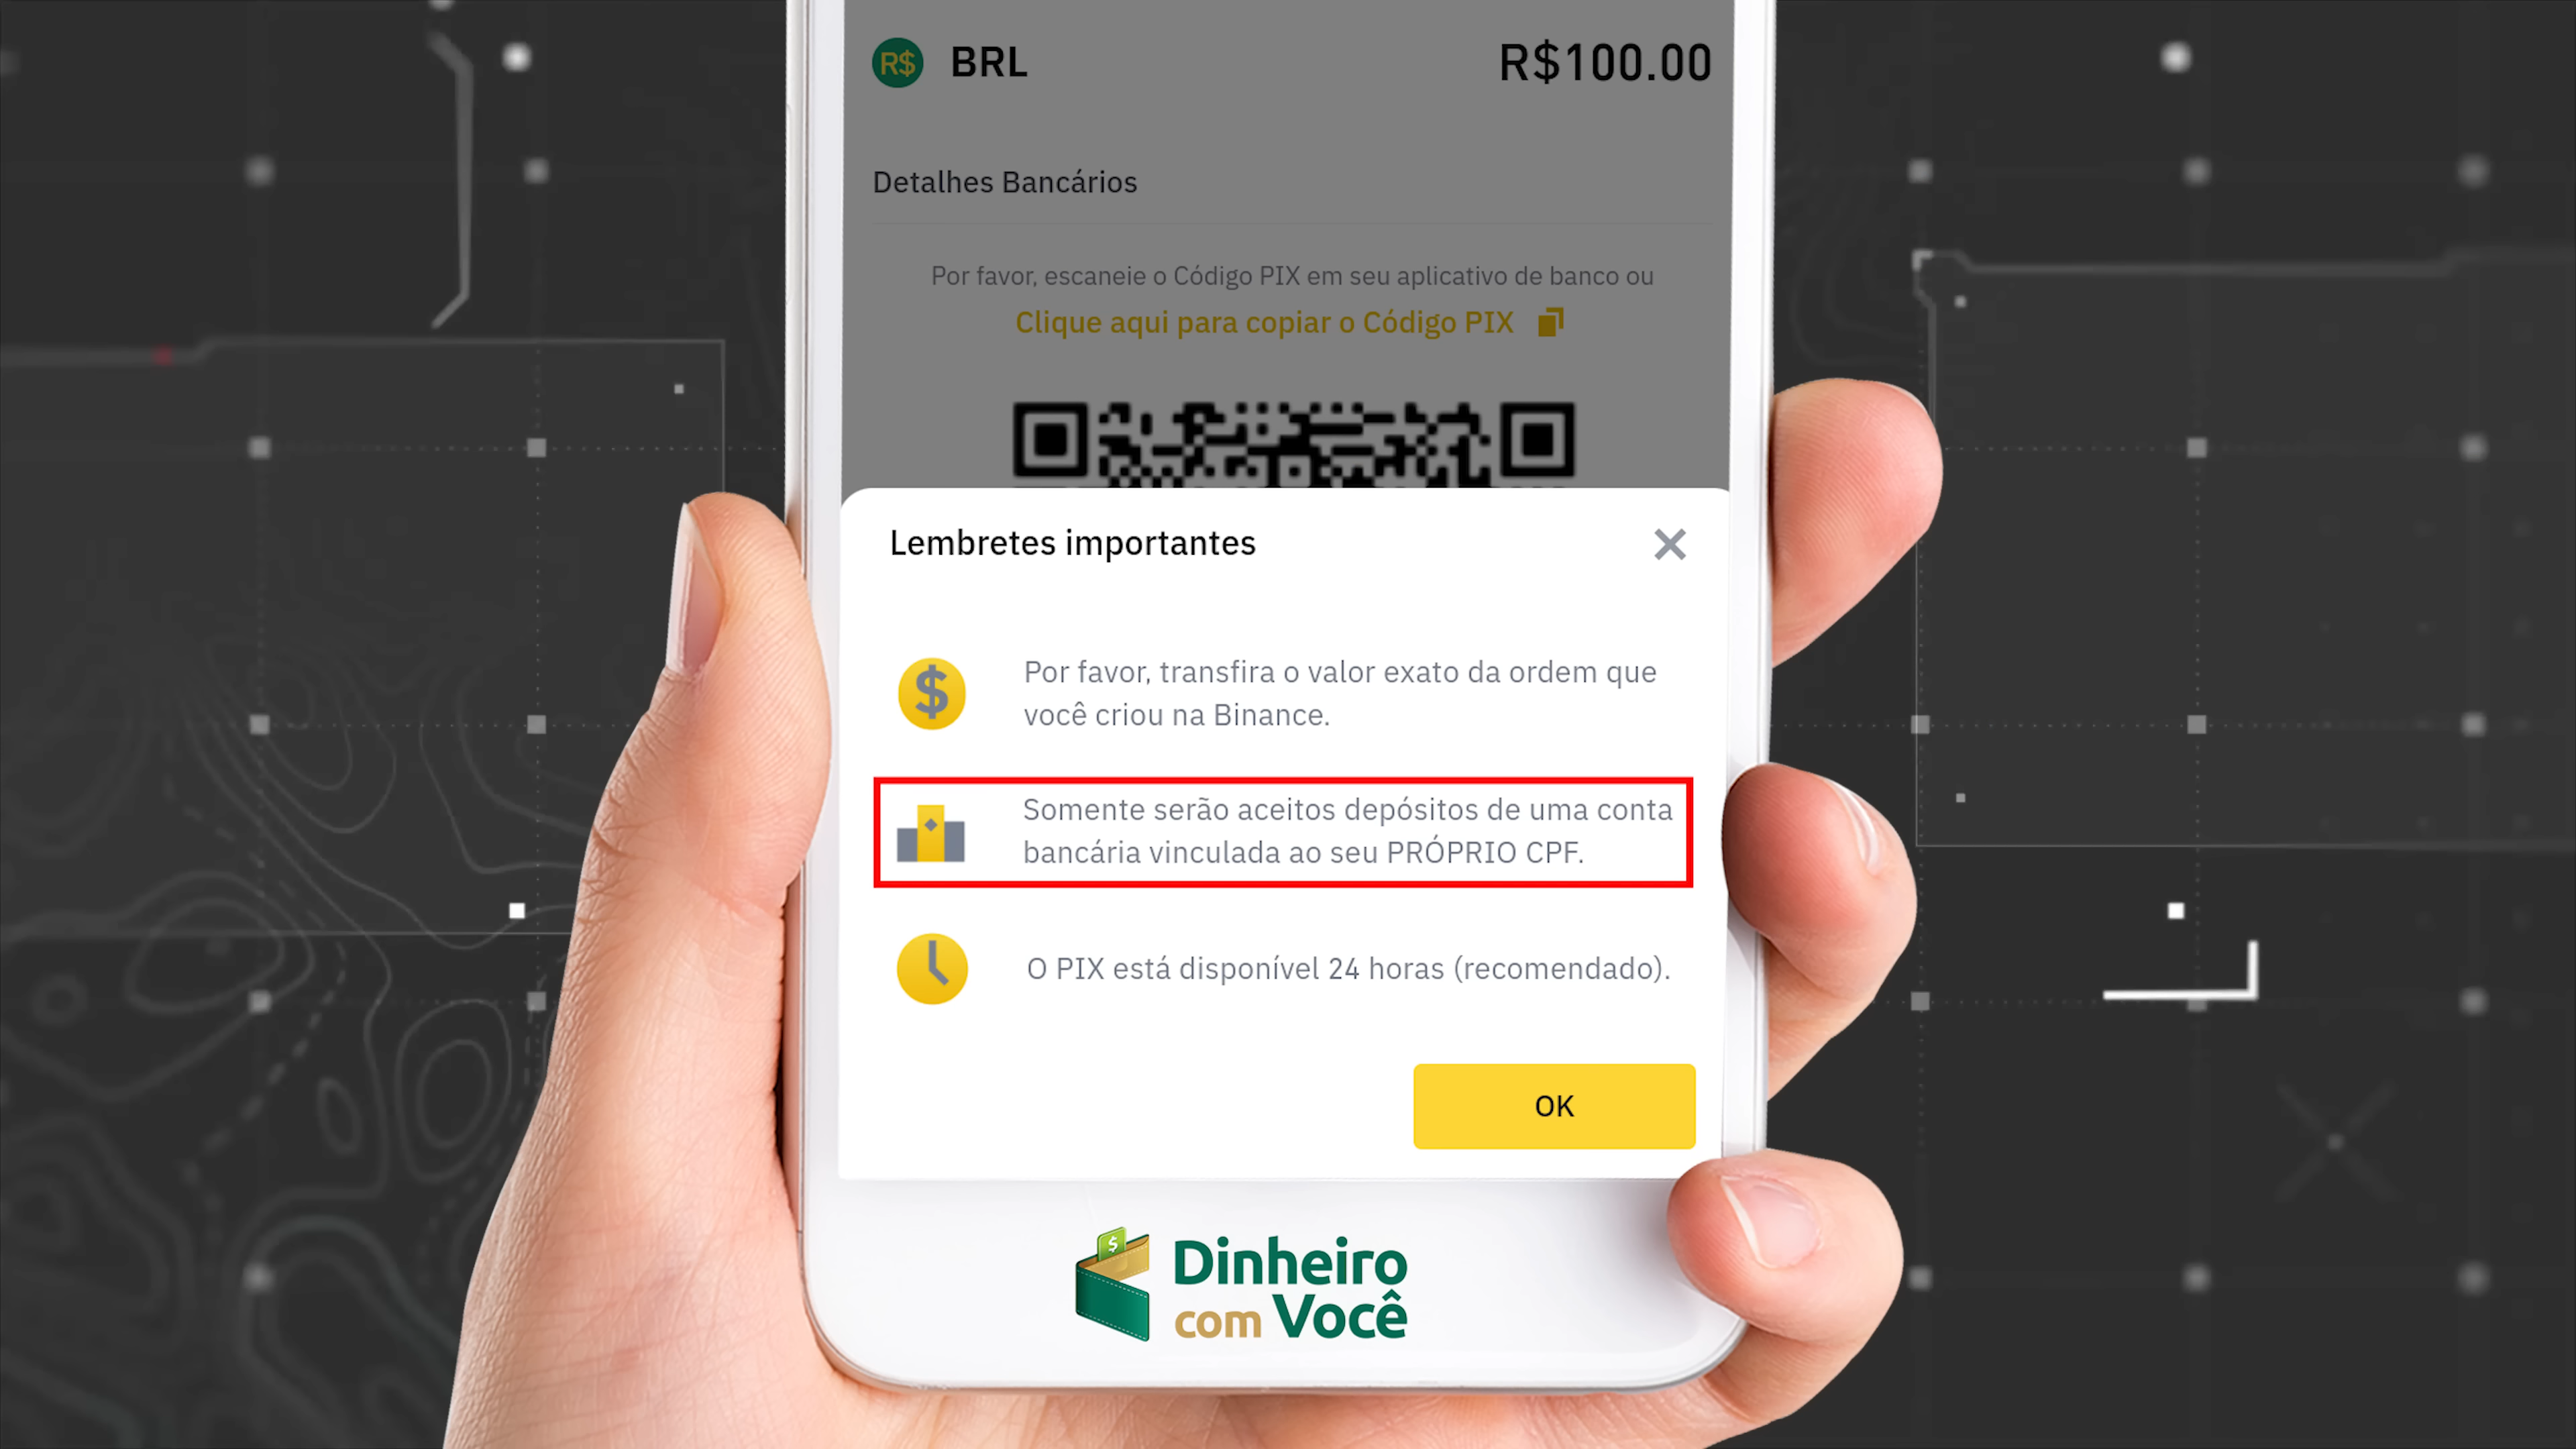 R$ BRL R$100.00
Detalhes Bancários
Por favor, escaneie o Código PIX em seu aplicativo de banco ou
Clique aqui para copiar o Código PIX
Lembretes importantes
$
Por favor, transfira o valor exato da ordem que
você criou na Binance.
Somente serão aceitos depósitos de uma conta
bancária vinculada ao seu PRÓPRIO CPF.
O PIX está disponível 24 horas (recomendado).
OK
$
Dinheiro
com Você